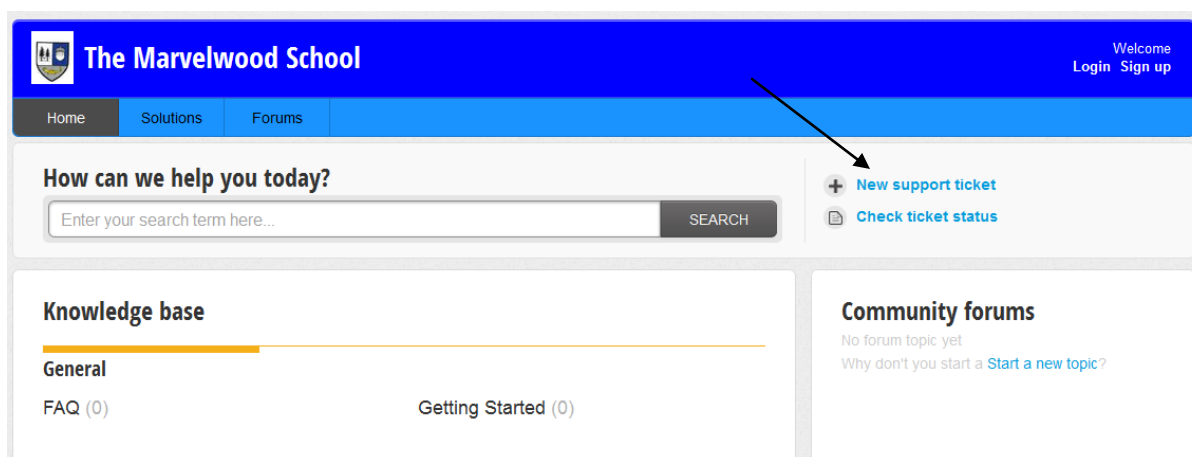 The Marvelwood School
Welcome
Login Sign up
Home Solutions Forums
How can we help you today?
Enter your search term here...
SEARCH
New support ticket
Check ticket status
Knowledge base
General
FAQ (0) Getting Started (0)
Community forums
No forum topic yet
Why don't you start a Start a new topic?